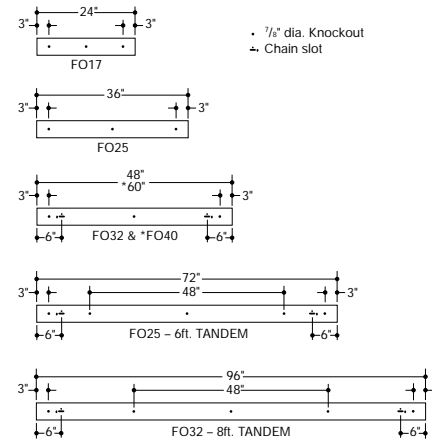 24"
3" 3"
FO17
• 7/8" dia. Knockout
Chain slot
36"
3" 3"
FO25
48"
*60"
3" 3"
6" 6"
FO32 & *FO40
72"
3" 48" 3"
6" 6"
FO25 – 6ft. TANDEM
96"
3" 48"
6" 6"
FO32 – 8ft. TANDEM